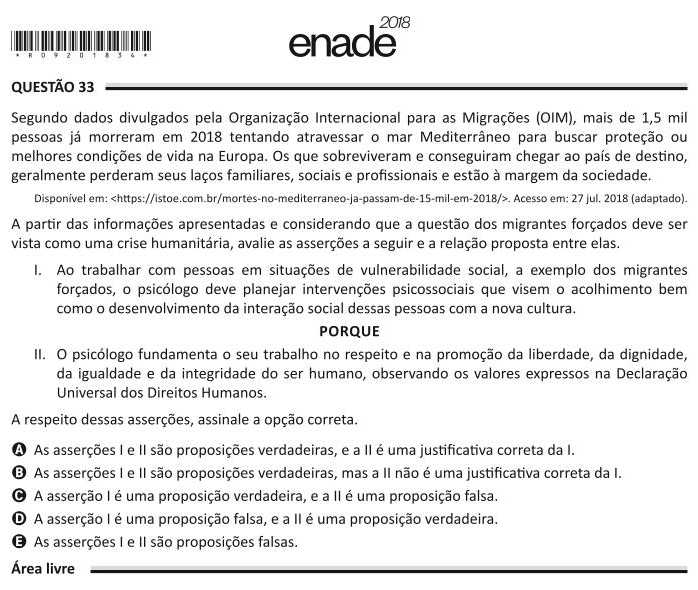 enade 2018
* R 0 9 2 0 1 8 3 4 *
QUESTÃO 33
Segundo dados divulgados pela Organização Internacional para as Migrações (OIM), mais de 1,5 mil
pessoas já morreram em 2018 tentando atravessar o mar Mediterrâneo para buscar proteção ou
melhores condições de vida na Europa. Os que sobreviveram e conseguiram chegar ao país de destino,
geralmente perderam seus laços familiares, sociais e profissionais e estão à margem da sociedade.
Disponível em: <https://istoe.com.br/mortes-no-mediterraneo-ja-passam-de-15-mil-em-2018/>. Acesso em: 27 jul. 2018 (adaptado).
A partir das informações apresentadas e considerando que a questão dos migrantes forçados deve ser
vista como uma crise humanitária, avalie as asserções a seguir e a relação proposta entre elas.
I. Ao trabalhar com pessoas em situações de vulnerabilidade social, a exemplo dos migrantes
forçados, o psicólogo deve planejar intervenções psicossociais que visem o acolhimento bem
como o desenvolvimento da interação social dessas pessoas com a nova cultura.
PORQUE
II. O psicólogo fundamenta o seu trabalho no respeito e na promoção da liberdade, da dignidade,
da igualdade e da integridade do ser humano, observando os valores expressos na Declaração
Universal dos Direitos Humanos.
A respeito dessas asserções, assinale a opção correta.
A As asserções I e II são proposições verdadeiras, e a II é uma justificativa correta da I.
B As asserções I e II são proposições verdadeiras, mas a II não é uma justificativa correta da I.
C A asserção I é uma proposição verdadeira, e a II é uma proposição falsa.
D A asserção I é uma proposição falsa, e a II é uma proposição verdadeira.
E As asserções I e II são proposições falsas.
Área livre